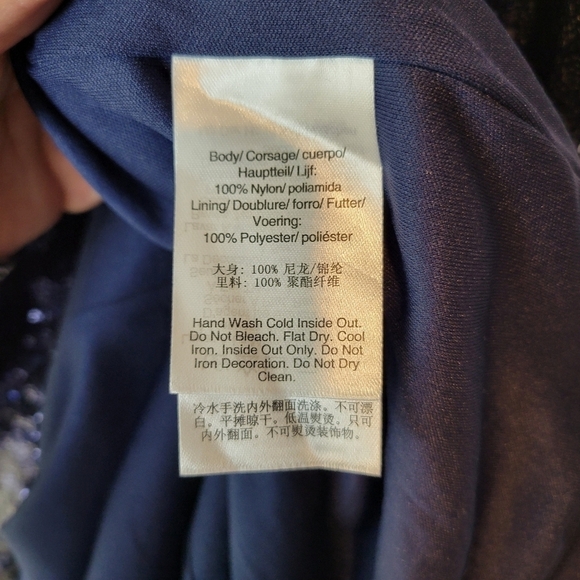 Body/ Corsage/ cuerpo/
Hauptteil/ Lijf:
100% Nylon/ poliamida
Lining/ Doublure/ forro/ Futter/
Voering:
100% Polyester/ poliéster
大身: 100% 尼龙/锦纶
里料: 100% 聚酯纤维
Hand Wash Cold Inside Out.
Do Not Bleach. Flat Dry. Cool
Iron. Inside Out Only. Do Not
Iron Decoration. Do Not Dry
Clean.
冷水手洗内外翻面洗涤。不可漂
白。平摊晾干。低温熨烫。只可
内外翻面。不可熨烫装饰物。